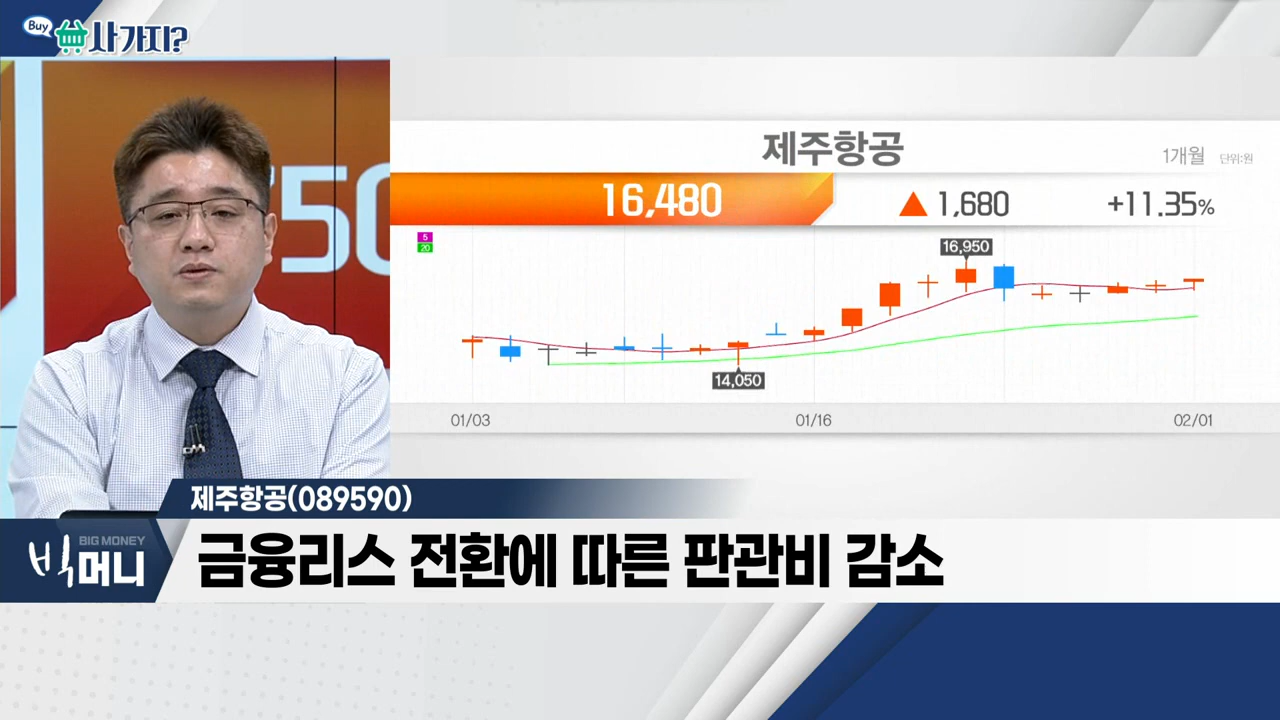 Buy 사가지?
'50
제주항공
1개월 단위:원
16,480 ▲ 1,680 +11.35%
5
20
16,950
14,050
01/03 01/16 02/01
제주항공(089590)
BIG MONEY
빅머니
금융리스 전환에 따른 판관비 감소